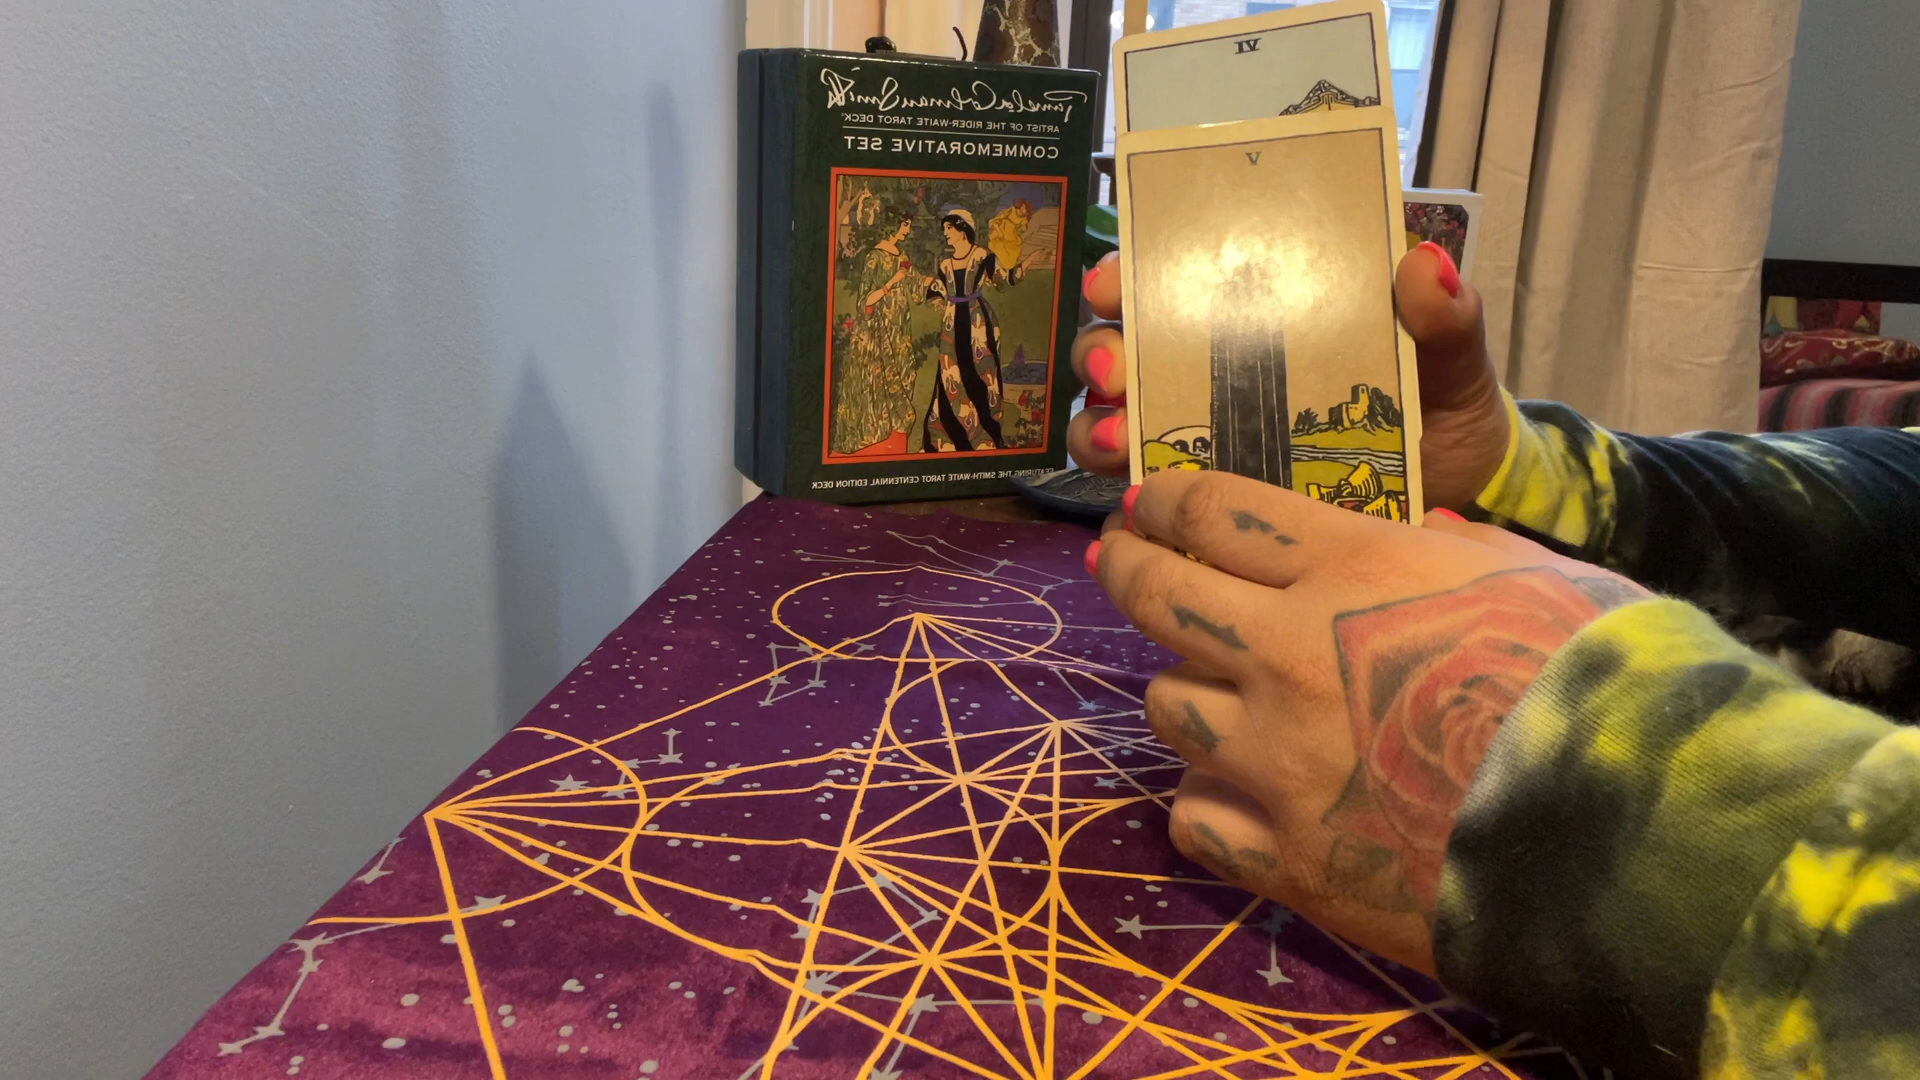 Pamela Colman Smith
ARTIST OF THE RIDER-WAITE TAROT DECK
COMMEMORATIVE SET
FEATURING THE SMITH-WAITE TAROT CENTENNIAL EDITION DECK
VI
V